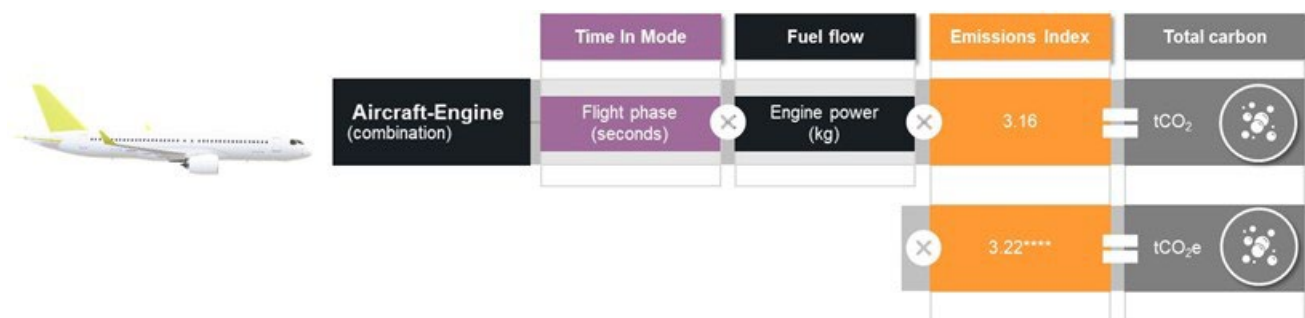 Time In Mode
Fuel flow
Emissions Index
Total carbon
Aircraft-Engine
(combination)
Flight phase
(seconds)
Engine power
(kg)
3.16
tCO₂
3.22****
tCO₂e